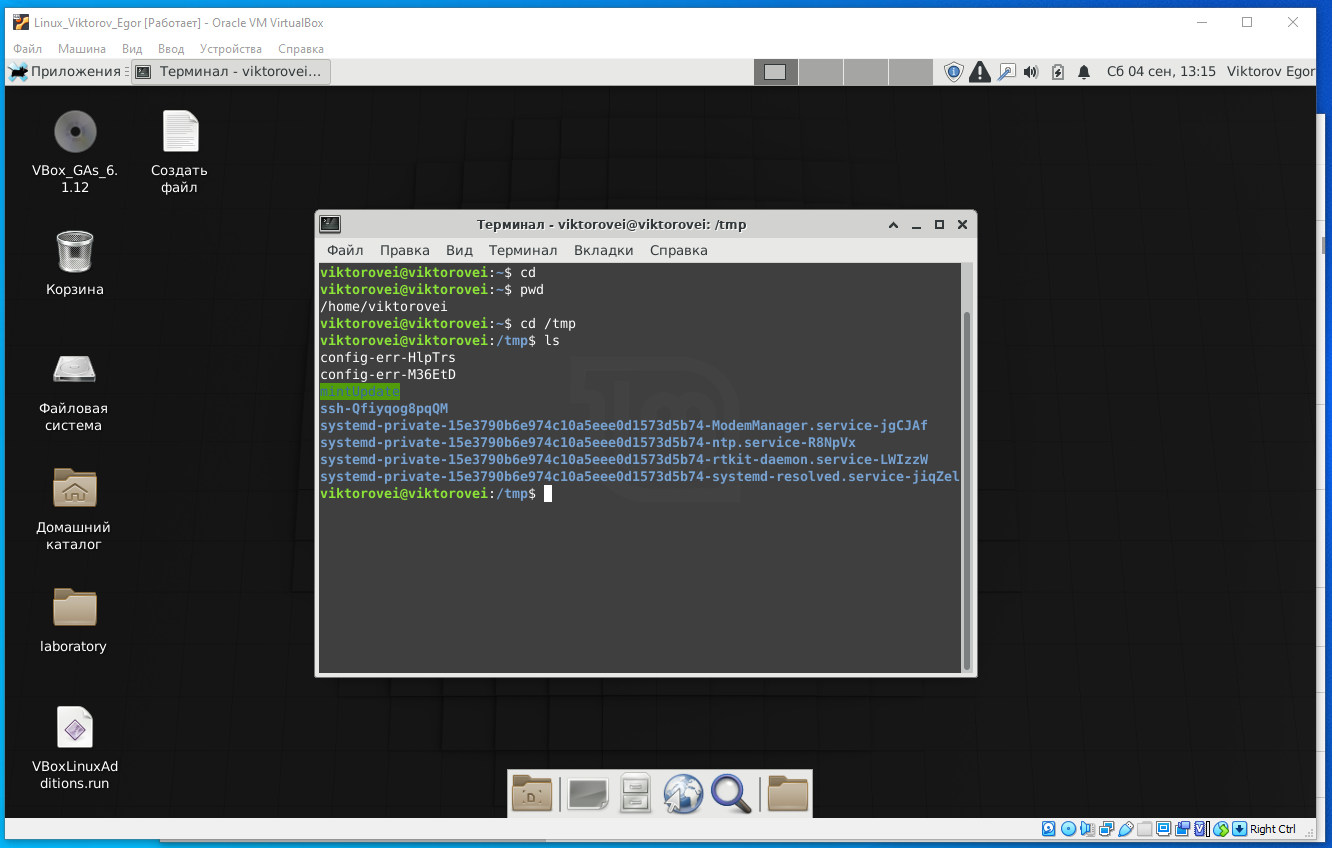 Linux_Viktorov_Egor [Работает] - Oracle VM VirtualBox
Файл Машина Вид Ввод Устройства Справка
Приложения Терминал - viktorovei... Сб 04 сен, 13:15 Viktorov Egor
VBox_GAs_6.
1.12
Создать
файл
Корзина
Файловая
система
Домашний
каталог
laboratory
VBoxLinuxAd
ditions.run
Терминал - viktorovei@viktorovei: /tmp
Файл Правка Вид Терминал Вкладки Справка
viktorovei@viktorovei:~$ cd
viktorovei@viktorovei:~$ pwd
/home/viktorovei
viktorovei@viktorovei:~$ cd /tmp
viktorovei@viktorovei:/tmp$ ls
config-err-HlpTrs
config-err-M36EtD
mintUpdate
ssh-Qfiyqog8pqQM
systemd-private-15e3790b6e974c10a5eee0d1573d5b74-ModemManager.service-jgCJAf
systemd-private-15e3790b6e974c10a5eee0d1573d5b74-ntp.service-R8NpVx
systemd-private-15e3790b6e974c10a5eee0d1573d5b74-rtkit-daemon.service-LWIzzW
systemd-private-15e3790b6e974c10a5eee0d1573d5b74-systemd-resolved.service-jiqZel
viktorovei@viktorovei:/tmp$
Right Ctrl